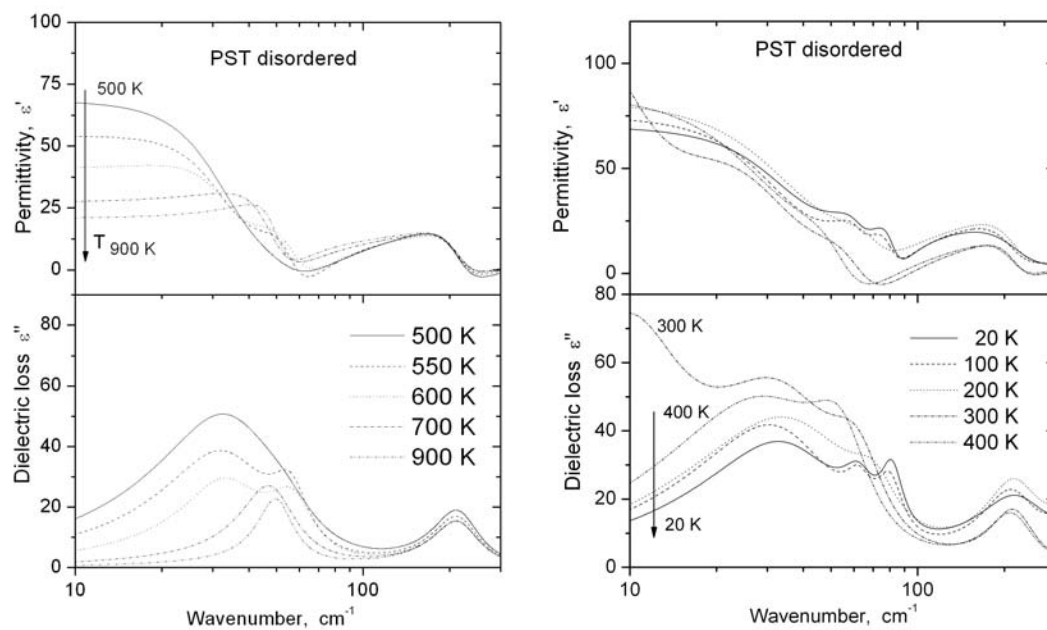 100
75
50
25
0
Permittivity, ε'
PST disordered
500 K
T
900 K
80
60
40
20
0
Dielectric loss ε"
500 K
550 K
600 K
700 K
900 K
10
100
Wavenumber, cm⁻¹
100
50
0
Permittivity, ε'
PST disordered
80
60
40
20
0
Dielectric loss ε"
300 K
400 K
20 K
20 K
100 K
200 K
300 K
400 K
10
100
Wavenumber, cm⁻¹